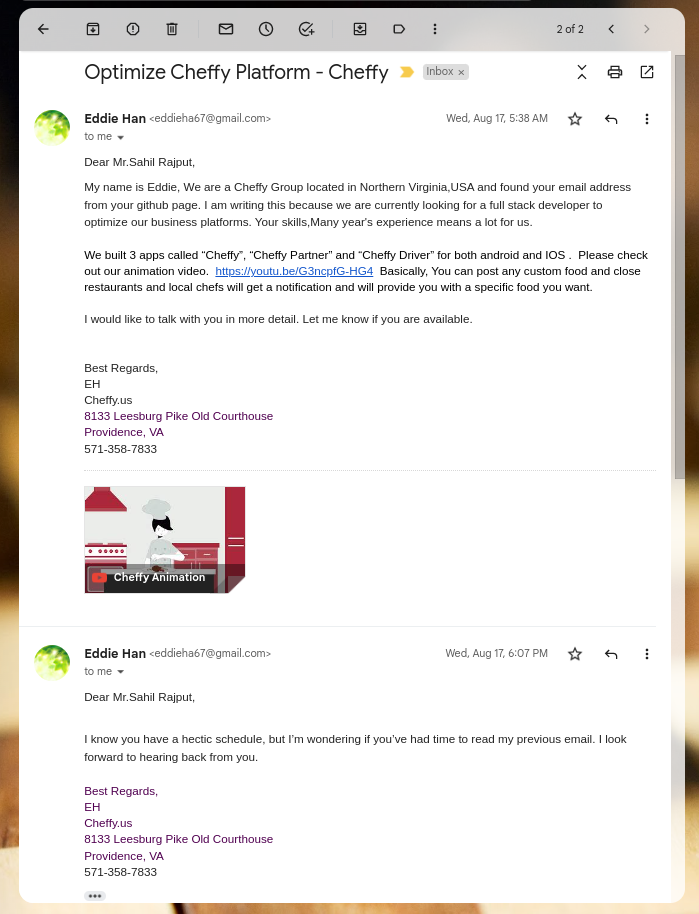 2 of 2
Optimize Cheffy Platform - Cheffy Inbox ×
Eddie Han <eddieha67@gmail.com> Wed, Aug 17, 5:38 AM
to me
Dear Mr.Sahil Rajput,
My name is Eddie, We are a Cheffy Group located in Northern Virginia,USA and found your email address
from your github page. I am writing this because we are currently looking for a full stack developer to
optimize our business platforms. Your skills,Many year's experience means a lot for us.
We built 3 apps called “Cheffy”, “Cheffy Partner” and “Cheffy Driver” for both android and IOS . Please check
out our animation video. https://youtu.be/G3ncpfG-HG4 Basically, You can post any custom food and close
restaurants and local chefs will get a notification and will provide you with a specific food you want.
I would like to talk with you in more detail. Let me know if you are available.
Best Regards,
EH
Cheffy.us
8133 Leesburg Pike Old Courthouse
Providence, VA
571-358-7833
Cheffy Animation
Eddie Han <eddieha67@gmail.com> Wed, Aug 17, 6:07 PM
to me
Dear Mr.Sahil Rajput,
I know you have a hectic schedule, but I’m wondering if you’ve had time to read my previous email. I look
forward to hearing back from you.
Best Regards,
EH
Cheffy.us
8133 Leesburg Pike Old Courthouse
Providence, VA
571-358-7833